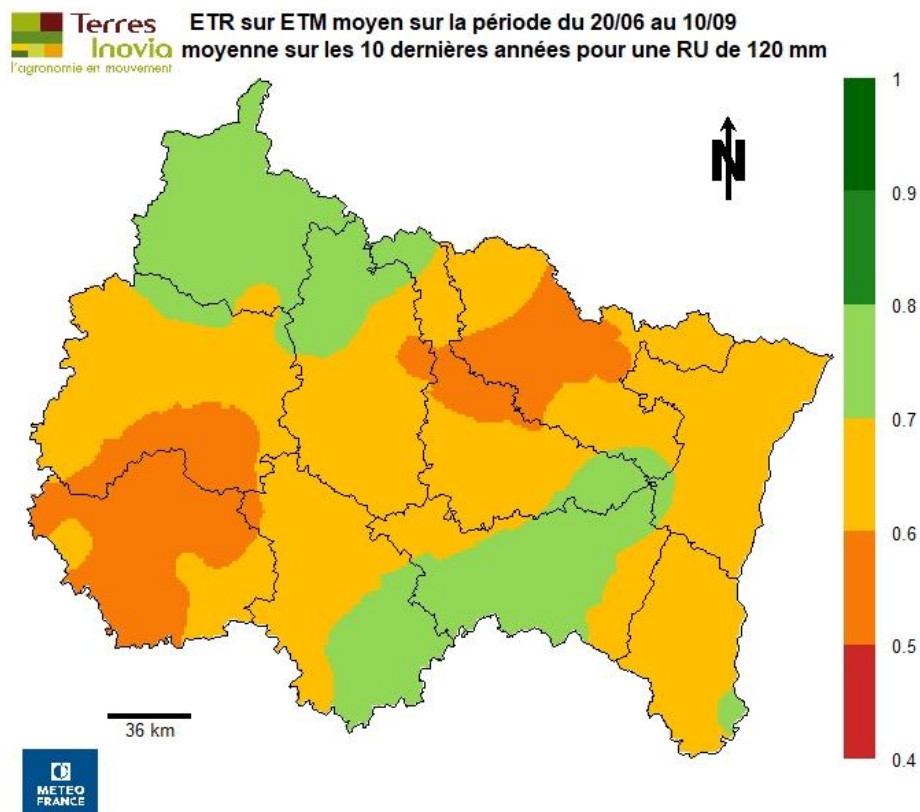 Terres
Inovia
l'agronomie en mouvement
ETR sur ETM moyen sur la période du 20/06 au 10/09
moyenne sur les 10 dernières années pour une RU de 120 mm
N
1
0.9
0.8
0.7
0.6
0.5
0.4
36 km
METEO
FRANCE